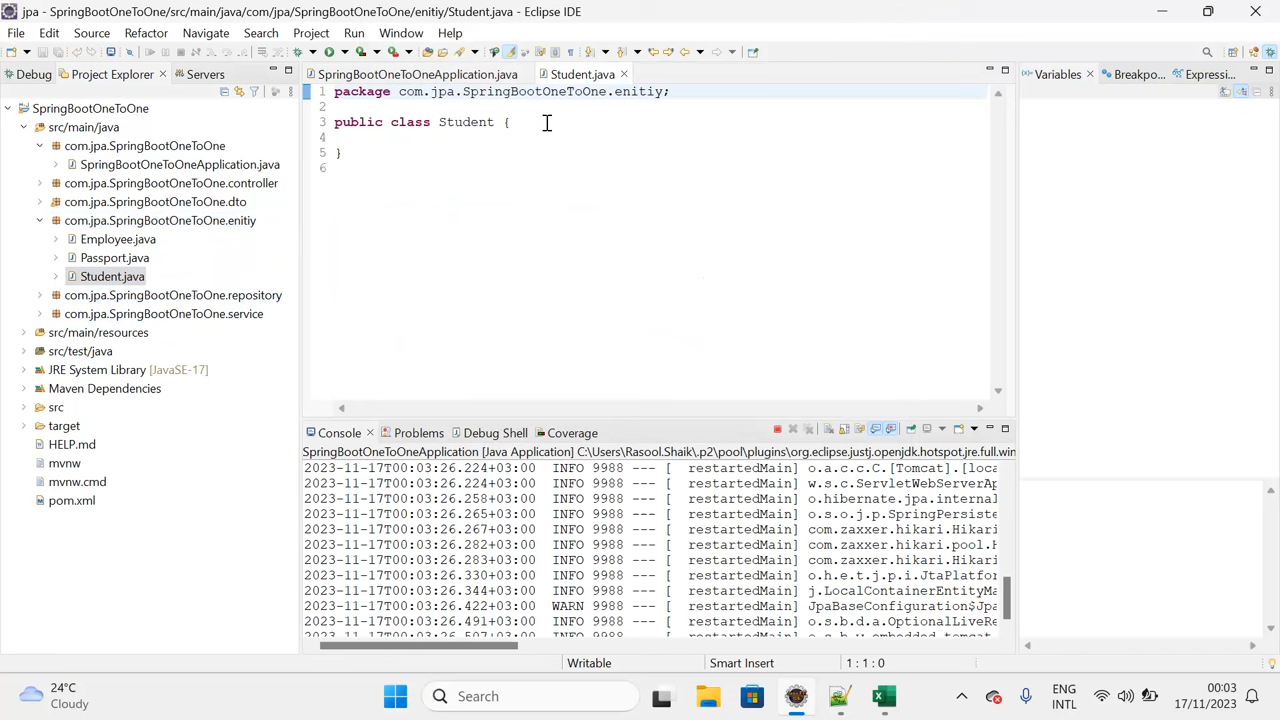 jpa - SpringBootOneToOne/src/main/java/com/jpa/SpringBootOneToOne/enitiy/Student.java - Eclipse IDE
File Edit Source Refactor Navigate Search Project Run Window Help
Debug Project Explorer Servers
SpringBootOneToOneApplication.java Student.java
Variables Breakpo... Expressi...
SpringBootOneToOne
src/main/java
com.jpa.SpringBootOneToOne
SpringBootOneToOneApplication.java
com.jpa.SpringBootOneToOne.controller
com.jpa.SpringBootOneToOne.dto
com.jpa.SpringBootOneToOne.enitiy
Employee.java
Passport.java
Student.java
com.jpa.SpringBootOneToOne.repository
com.jpa.SpringBootOneToOne.service
src/main/resources
src/test/java
JRE System Library [JavaSE-17]
Maven Dependencies
src
target
HELP.md
mvnw
mvnw.cmd
pom.xml
1 package com.jpa.SpringBootOneToOne.enitiy;
2
3 public class Student {
4
5 }
6
Console Problems Debug Shell Coverage
SpringBootOneToOneApplication [Java Application] C:\Users\Rasool.Shaik\.p2\pool\plugins\org.eclipse.justj.openjdk.hotspot.jre.full.win
2023-11-17T00:03:26.224+03:00 INFO 9988 --- [ restartedMain] o.a.c.c.C.[Tomcat].[loca
2023-11-17T00:03:26.224+03:00 INFO 9988 --- [ restartedMain] w.s.c.ServletWebServerAp
2023-11-17T00:03:26.258+03:00 INFO 9988 --- [ restartedMain] o.hibernate.jpa.internal
2023-11-17T00:03:26.265+03:00 INFO 9988 --- [ restartedMain] o.s.o.j.p.SpringPersiste
2023-11-17T00:03:26.267+03:00 INFO 9988 --- [ restartedMain] com.zaxxer.hikari.Hikari
2023-11-17T00:03:26.282+03:00 INFO 9988 --- [ restartedMain] com.zaxxer.hikari.pool.H
2023-11-17T00:03:26.283+03:00 INFO 9988 --- [ restartedMain] com.zaxxer.hikari.Hikari
2023-11-17T00:03:26.330+03:00 INFO 9988 --- [ restartedMain] o.h.e.t.j.p.i.JtaPlatfor
2023-11-17T00:03:26.344+03:00 INFO 9988 --- [ restartedMain] j.LocalContainerEntityMa
2023-11-17T00:03:26.422+03:00 WARN 9988 --- [ restartedMain] JpaBaseConfiguration$Jpa
2023-11-17T00:03:26.491+03:00 INFO 9988 --- [ restartedMain] o.s.b.d.a.OptionalLiveRe
2023-11-17T00:03:26.507+03:00 INFO 9988 --- [ restartedMain] o.s.b.w.embedded.tomcat
Writable Smart Insert 1 : 1 : 0
24°C
Cloudy
Search
ENG
INTL
00:03
17/11/2023